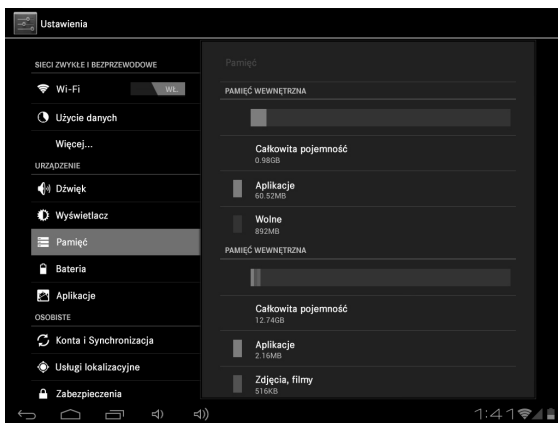 Ustawienia
SIECI ZWYKŁE I BEZPRZEWODOWE
Wi-Fi
WŁ.
Użycie danych
Więcej...
URZĄDZENIE
Dźwięk
Wyświetlacz
Pamięć
Bateria
Aplikacje
OSOBISTE
Konta i Synchronizacja
Usługi lokalizacyjne
Zabezpieczenia
Pamięć
PAMIĘĆ WEWNĘTRZNA
Całkowita pojemność
0.98GB
Aplikacje
60.52MB
Wolne
892MB
PAMIĘĆ WEWNĘTRZNA
Całkowita pojemność
12.74GB
Aplikacje
2.16MB
Zdjęcia, filmy
516KB
1:41